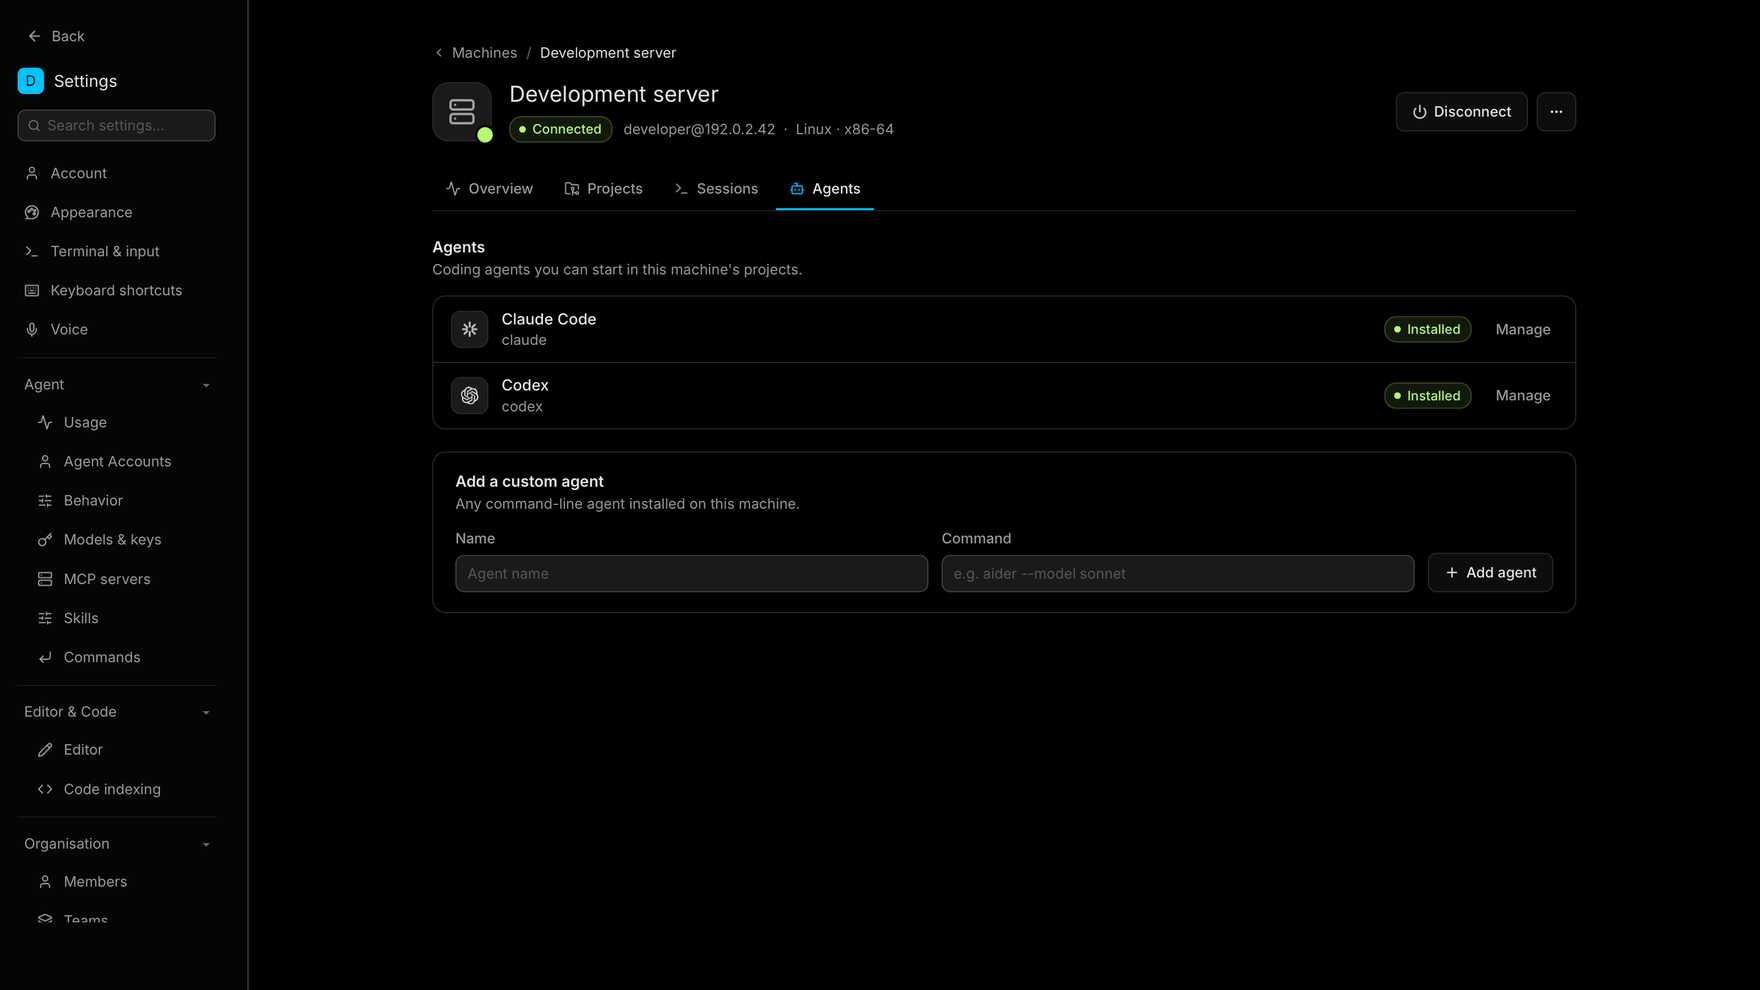 Back
D Settings
Search settings...
Account
Appearance
Terminal & input
Keyboard shortcuts
Voice
Agent
Usage
Agent Accounts
Behavior
Models & keys
MCP servers
Skills
Commands
Editor & Code
Editor
Code indexing
Organisation
Members
Teams
Machines / Development server
Development server
Connected developer@192.0.2.42 · Linux · x86-64
Disconnect
Overview Projects Sessions Agents
Agents
Coding agents you can start in this machine's projects.
Claude Code
claude
Installed Manage
Codex
codex
Installed Manage
Add a custom agent
Any command-line agent installed on this machine.
Name Command
Agent name e.g. aider --model sonnet Add agent